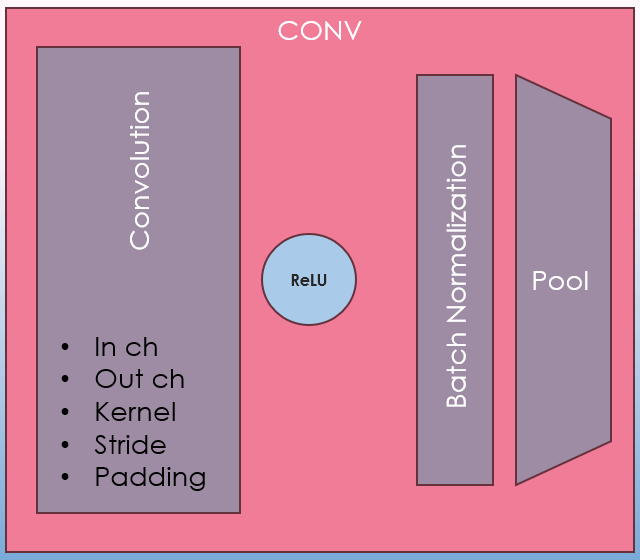 CONV
Convolution
• In ch
• Out ch
• Kernel
• Stride
• Padding
ReLU
Batch Normalization
Pool